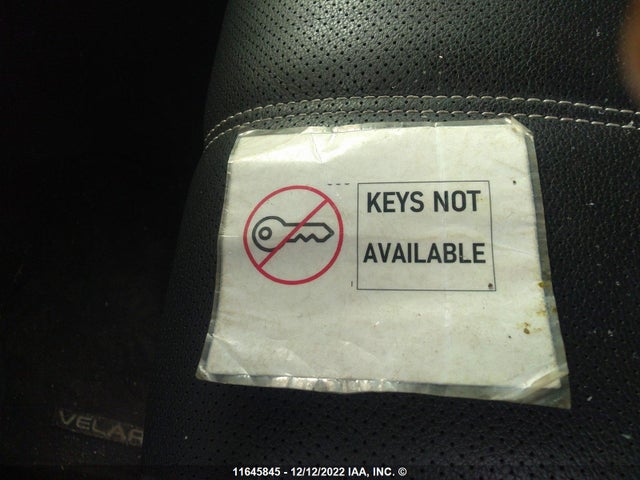 KEYS NOT
AVAILABLE
VELAR
11645845 - 12/12/2022 IAA, INC. ©